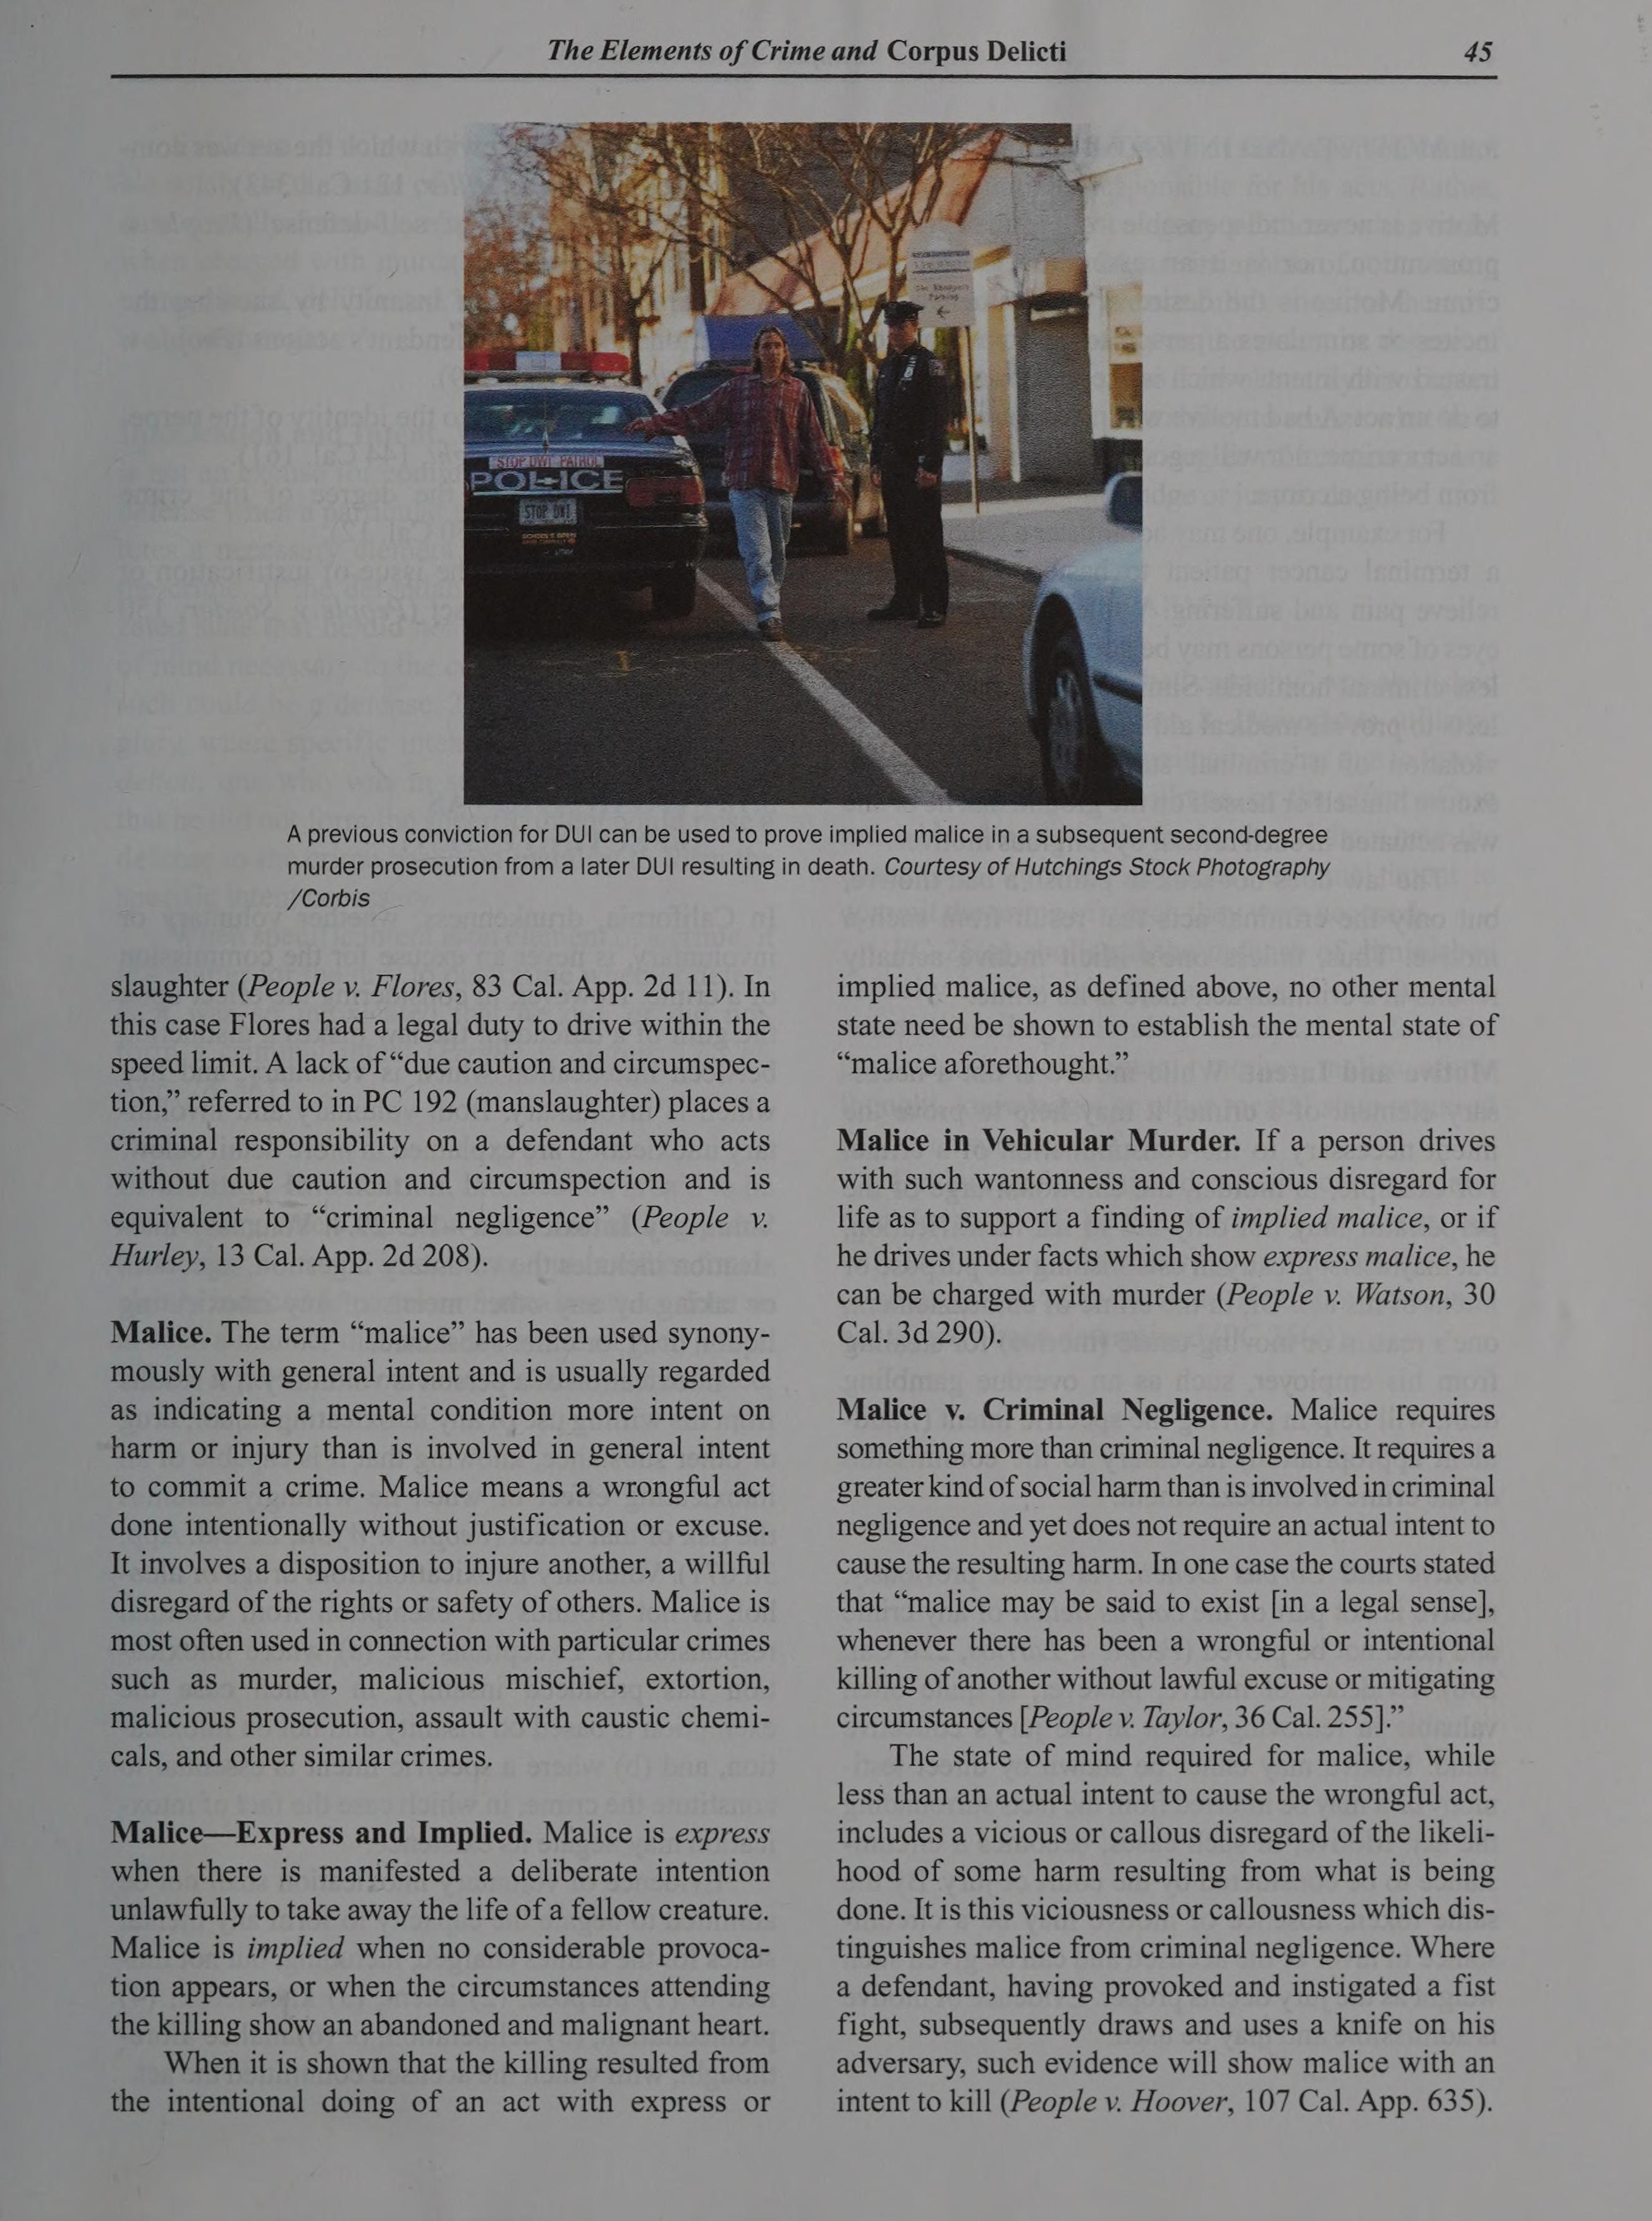 The Elements of Crime and Corpus Delicti 45
STOP DWI PATROL
POLICE
STOP DWI
A previous conviction for DUI can be used to prove implied malice in a subsequent second-degree
murder prosecution from a later DUI resulting in death. Courtesy of Hutchings Stock Photography
/Corbis
slaughter (People v. Flores, 83 Cal. App. 2d 11). In
this case Flores had a legal duty to drive within the
speed limit. A lack of “due caution and circumspec-
tion,” referred to in PC 192 (manslaughter) places a
criminal responsibility on a defendant who acts
without due caution and circumspection and is
equivalent to “criminal negligence” (People v.
Hurley, 13 Cal. App. 2d 208).
Malice. The term “malice” has been used synony-
mously with general intent and is usually regarded
as indicating a mental condition more intent on
harm or injury than is involved in general intent
to commit a crime. Malice means a wrongful act
done intentionally without justification or excuse.
It involves a disposition to injure another, a willful
disregard of the rights or safety of others. Malice is
most often used in connection with particular crimes
such as murder, malicious mischief, extortion,
malicious prosecution, assault with caustic chemi-
cals, and other similar crimes.
Malice—Express and Implied. Malice is express
when there is manifested a deliberate intention
unlawfully to take away the life of a fellow creature.
Malice is implied when no considerable provoca-
tion appears, or when the circumstances attending
the killing show an abandoned and malignant heart.
When it is shown that the killing resulted from
the intentional doing of an act with express or
implied malice, as defined above, no other mental
state need be shown to establish the mental state of
“malice aforethought.”
Malice in Vehicular Murder. If a person drives
with such wantonness and conscious disregard for
life as to support a finding of implied malice, or if
he drives under facts which show express malice, he
can be charged with murder (People v. Watson, 30
Cal. 3d 290).
Malice v. Criminal Negligence. Malice requires
something more than criminal negligence. It requires a
greater kind of social harm than is involved in criminal
negligence and yet does not require an actual intent to
cause the resulting harm. In one case the courts stated
that “malice may be said to exist [in a legal sense],
whenever there has been a wrongful or intentional
killing of another without lawful excuse or mitigating
circumstances [People v. Taylor, 36 Cal. 255].”
The state of mind required for malice, while
less than an actual intent to cause the wrongful act,
includes a vicious or callous disregard of the likeli-
hood of some harm resulting from what is being
done. It is this viciousness or callousness which dis-
tinguishes malice from criminal negligence. Where
a defendant, having provoked and instigated a fist
fight, subsequently draws and uses a knife on his
adversary, such evidence will show malice with an
intent to kill (People v. Hoover, 107 Cal. App. 635).